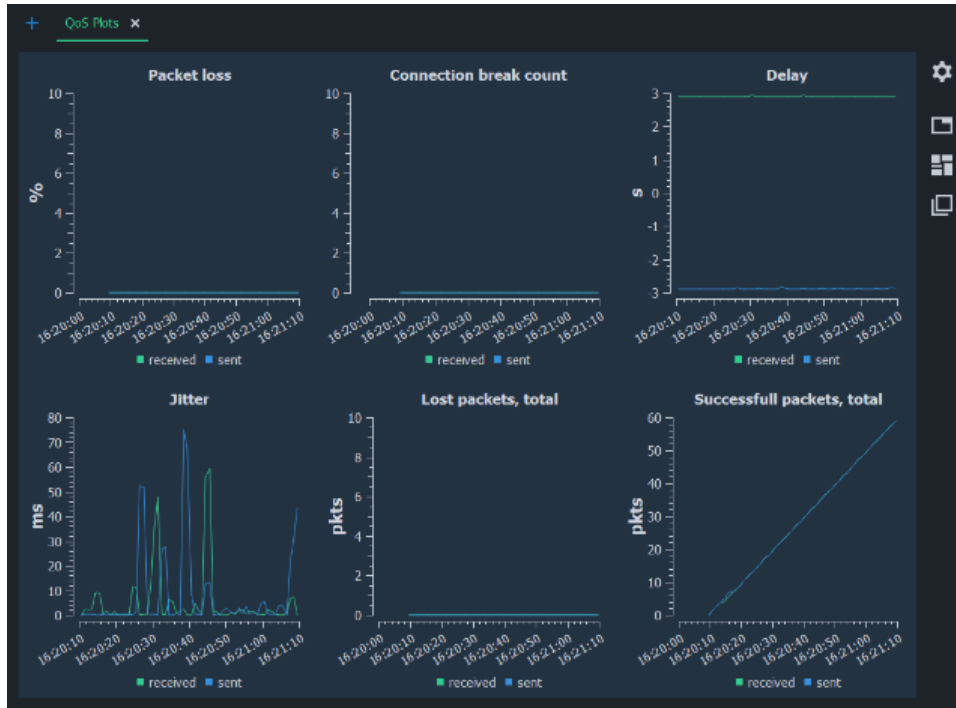 + QoS Plots ×
Packet loss
10
8
6
4
2
0
%
16:20:00 16:20:10 16:20:20 16:20:30 16:20:40 16:20:50 16:21:00 16:21:10
received sent
Connection break count
10
8
6
4
2
0
16:20:00 16:20:10 16:20:20 16:20:30 16:20:40 16:20:50 16:21:00 16:21:10
received sent
Delay
3
2
1
0
-1
-2
-3
s
16:20:10 16:20:20 16:20:30 16:20:40 16:20:50 16:21:00 16:21:10
received sent
Jitter
80
70
60
50
40
30
20
10
0
ms
16:20:10 16:20:20 16:20:30 16:20:40 16:20:50 16:21:00 16:21:10
received sent
Lost packets, total
10
8
6
4
2
0
pkts
16:20:00 16:20:10 16:20:20 16:20:30 16:20:40 16:20:50 16:21:00 16:21:10
received sent
Successfull packets, total
60
50
40
30
20
10
0
pkts
16:20:00 16:20:10 16:20:20 16:20:30 16:20:40 16:20:50 16:21:00 16:21:10
received sent